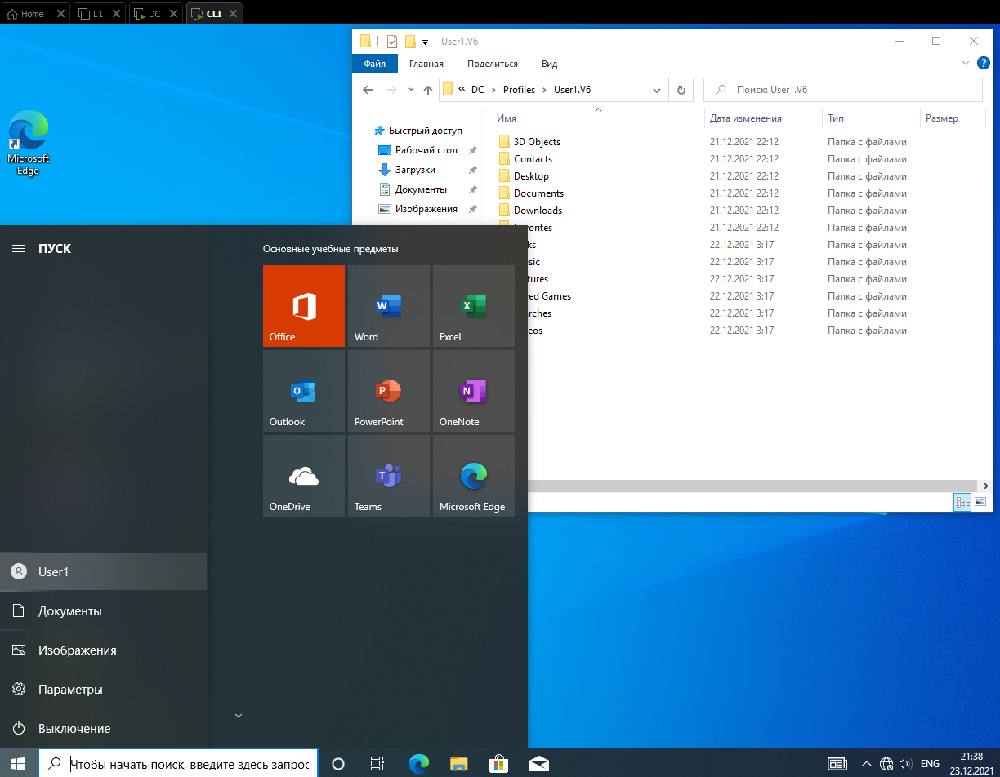 Home
L1
DC
CLI
User1.V6
Файл
Главная
Поделиться
Вид
« DC › Profiles › User1.V6
Поиск: User1.V6
Microsoft
Edge
Быстрый доступ
Рабочий стол
Загрузки
Документы
Изображения
Имя Дата изменения Тип Размер
3D Objects 21.12.2021 22:12 Папка с файлами
Contacts 21.12.2021 22:12 Папка с файлами
Desktop 21.12.2021 22:12 Папка с файлами
Documents 21.12.2021 22:12 Папка с файлами
Downloads 21.12.2021 22:12 Папка с файлами
vorites 21.12.2021 22:12 Папка с файлами
ks 22.12.2021 3:17 Папка с файлами
sic 22.12.2021 3:17 Папка с файлами
tures 22.12.2021 3:17 Папка с файлами
ved Games 22.12.2021 3:17 Папка с файлами
rches 22.12.2021 3:17 Папка с файлами
eos 22.12.2021 3:17 Папка с файлами
ПУСК
Основные учебные предметы
Office
Word
Excel
Outlook
PowerPoint
OneNote
OneDrive
Teams
Microsoft Edge
User1
Документы
Изображения
Параметры
Выключение
Чтобы начать поиск, введите здесь запрос
ENG
21:38
23.12.2021